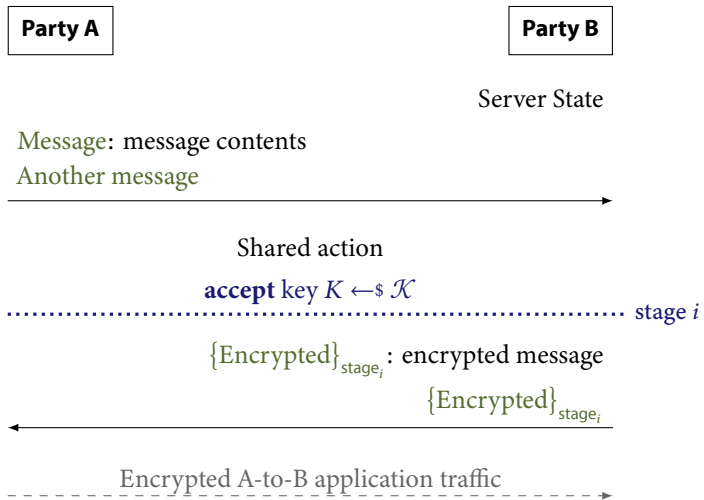 Party A
Party B
Server State
Message: message contents
Another message
Shared action
accept key K ←$ 𝒦
stage i
{Encrypted}stageᵢ: encrypted message
{Encrypted}stageᵢ
Encrypted A-to-B application traffic